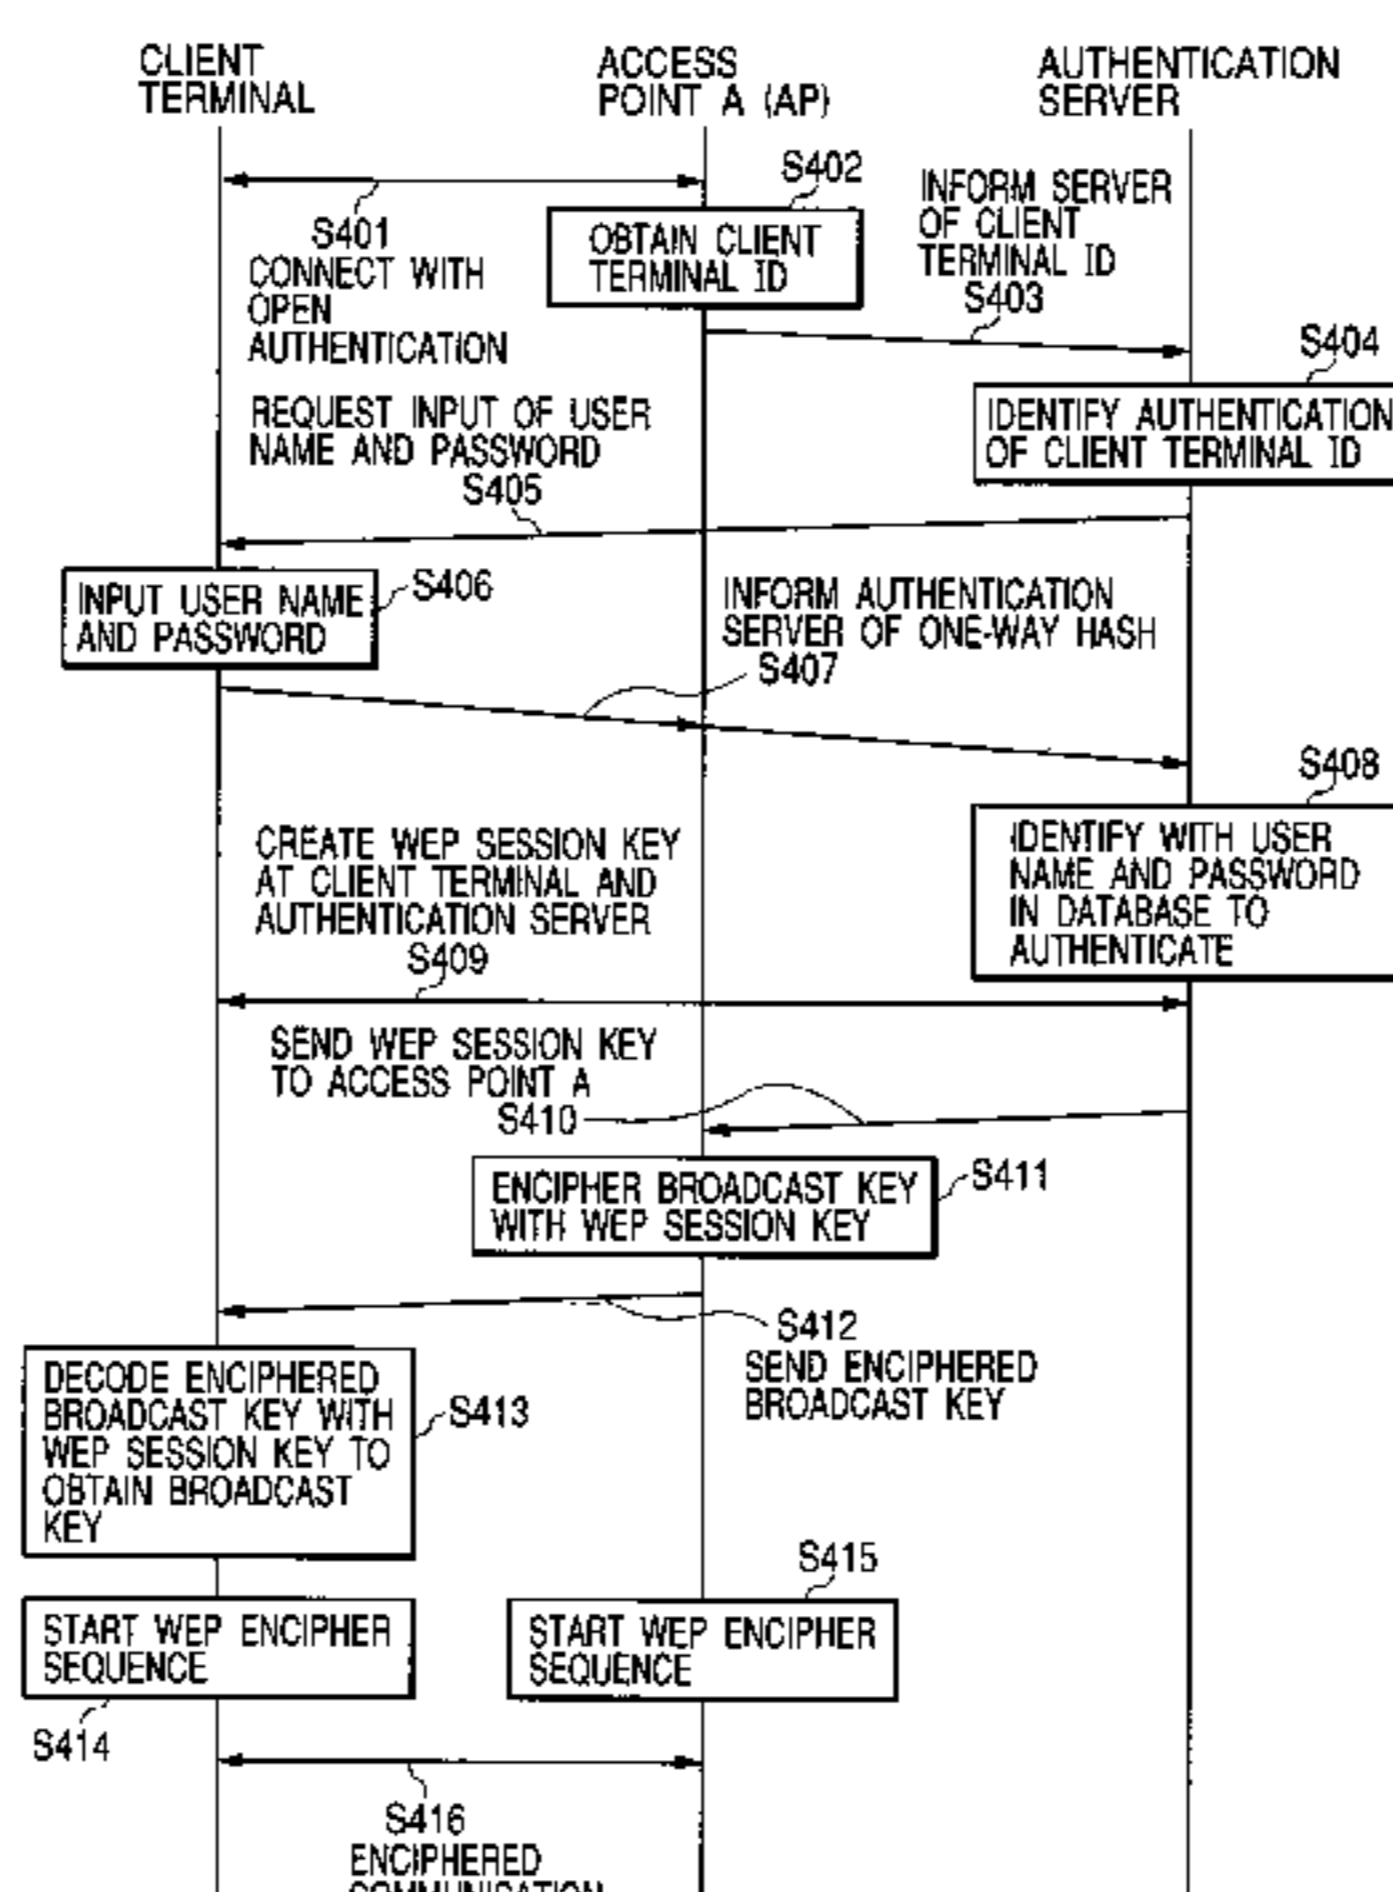 CLIENT
TERMINAL
ACCESS
POINT A (AP)
AUTHENTICATION
SERVER
S401
CONNECT WITH
OPEN
AUTHENTICATION
S402
OBTAIN CLIENT
TERMINAL ID
INFORM SERVER
OF CLIENT
TERMINAL ID
S403
S404
IDENTIFY AUTHENTICATION
OF CLIENT TERMINAL ID
REQUEST INPUT OF USER
NAME AND PASSWORD
S405
INPUT USER NAME
AND PASSWORD
S406
INFORM AUTHENTICATION
SERVER OF ONE-WAY HASH
S407
S408
IDENTIFY WITH USER
NAME AND PASSWORD
IN DATABASE TO
AUTHENTICATE
CREATE WEP SESSION KEY
AT CLIENT TERMINAL AND
AUTHENTICATION SERVER
S409
SEND WEP SESSION KEY
TO ACCESS POINT A
S410
ENCIPHER BROADCAST KEY
WITH WEP SESSION KEY
S411
S412
SEND ENCIPHERED
BROADCAST KEY
DECODE ENCIPHERED
BROADCAST KEY WITH
WEP SESSION KEY TO
OBTAIN BROADCAST
KEY
S413
S415
START WEP ENCIPHER
SEQUENCE
START WEP ENCIPHER
SEQUENCE
S414
S416
ENCIPHERED
COMMUNICATION